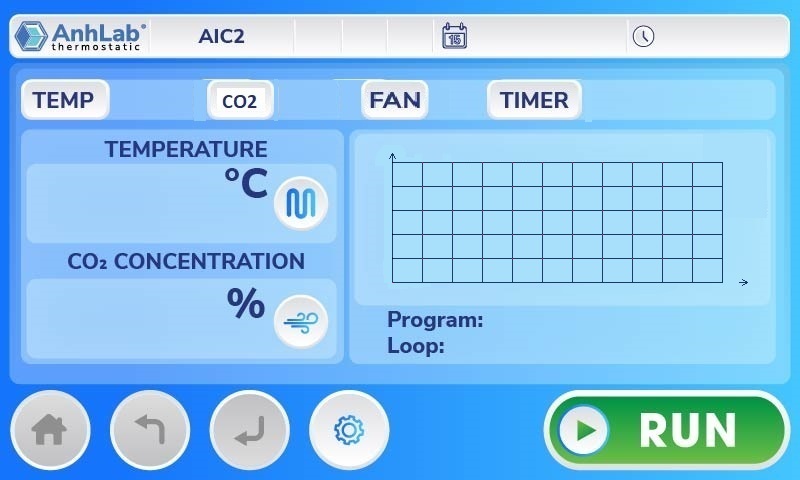 AnhLab®
thermostatic
AIC2
15
TEMP
CO2
FAN
TIMER
TEMPERATURE
°C
CO₂ CONCENTRATION
%
Program:
Loop:
RUN